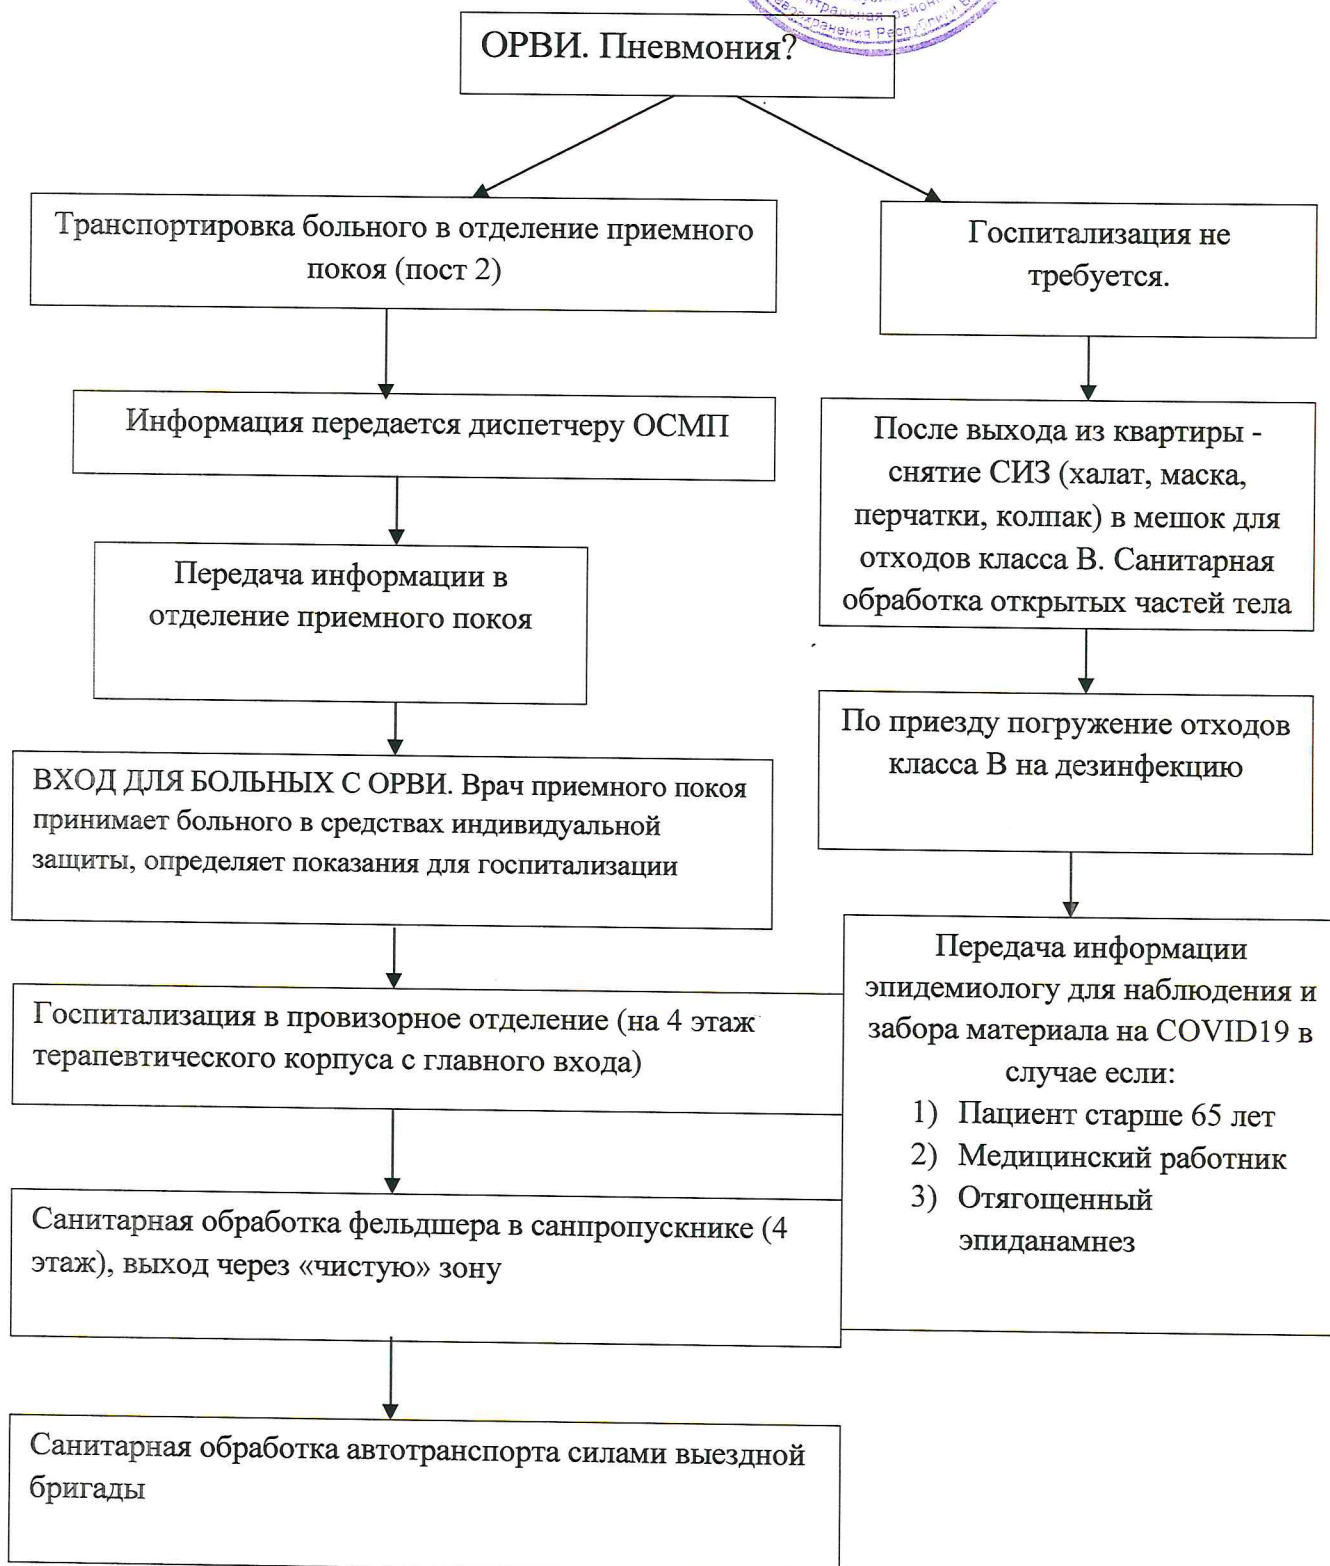 тральная район
воохранения Республики Б
ОРВИ. Пневмония?
Транспортировка больного в отделение приемного
покоя (пост 2)
Информация передается диспетчеру ОСМП
Передача информации в
отделение приемного покоя
ВХОД ДЛЯ БОЛЬНЫХ С ОРВИ. Врач приемного покоя
принимает больного в средствах индивидуальной
защиты, определяет показания для госпитализации
Госпитализация в провизорное отделение (на 4 этаж
терапевтического корпуса с главного входа)
Санитарная обработка фельдшера в санпропускнике (4
этаж), выход через «чистую» зону
Санитарная обработка автотранспорта силами выездной
бригады
Госпитализация не
требуется.
После выхода из квартиры -
снятие СИЗ (халат, маска,
перчатки, колпак) в мешок для
отходов класса В. Санитарная
обработка открытых частей тела
По приезду погружение отходов
класса В на дезинфекцию
Передача информации
эпидемиологу для наблюдения и
забора материала на COVID19 в
случае если:
1) Пациент старше 65 лет
2) Медицинский работник
3) Отягощенный
эпиданамнез